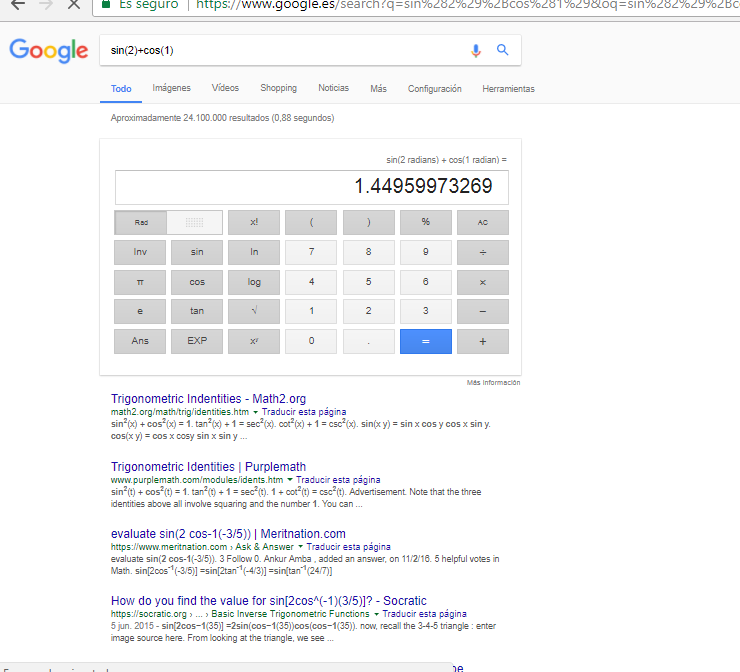 Es seguro | https://www.google.es/search?q=sin%282%29%2Bcos%281%29&oq=sin%282%29%2Bc
Google
sin(2)+cos(1)
Todo Imágenes Vídeos Shopping Noticias Más Configuración Herramientas
Aproximadamente 24.100.000 resultados (0,88 segundos)
sin(2 radians) + cos(1 radian) =
1.44959973269
Rad x! ( ) % AC
Inv sin ln 7 8 9 ÷
π cos log 4 5 6 ×
e tan √ 1 2 3 −
Ans EXP xʸ 0 . = +
Más información
Trigonometric Indentities - Math2.org
math2.org/math/trig/identities.htm ▼ Traducir esta página
sin²(x) + cos²(x) = 1. tan²(x) + 1 = sec²(x). cot²(x) + 1 = csc²(x). sin(x y) = sin x cos y cos x sin y.
cos(x y) = cos x cosy sin x sin y ...
Trigonometric Identities | Purplemath
www.purplemath.com/modules/idents.htm ▼ Traducir esta página
sin²(t) + cos²(t) = 1. tan²(t) + 1 = sec²(t). 1 + cot²(t) = csc²(t). Advertisement. Note that the three
identities above all involve squaring and the number 1. You can ...
evaluate sin(2 cos-1(-3/5)) | Meritnation.com
https://www.meritnation.com › Ask & Answer ▼ Traducir esta página
evaluate sin(2 cos-1(-3/5)). 3 Follow 0. Ankur Amba , added an answer, on 11/2/16. 5 helpful votes in
Math. sin[2cos⁻¹(-3/5)] =sin[2tan⁻¹(-4/3)] =sin[tan⁻¹(24/7)]
How do you find the value for sin[2cos^(-1)(3/5)]? - Socratic
https://socratic.org › ... › Basic Inverse Trigonometric Functions ▼ Traducir esta página
5 jun. 2015 - sin[2cos−1(35)] =2sin(cos−1(35))cos(cos−1(35)). now, recall the 3-4-5 triangle : enter
image source here. From looking at the triangle, we see ...